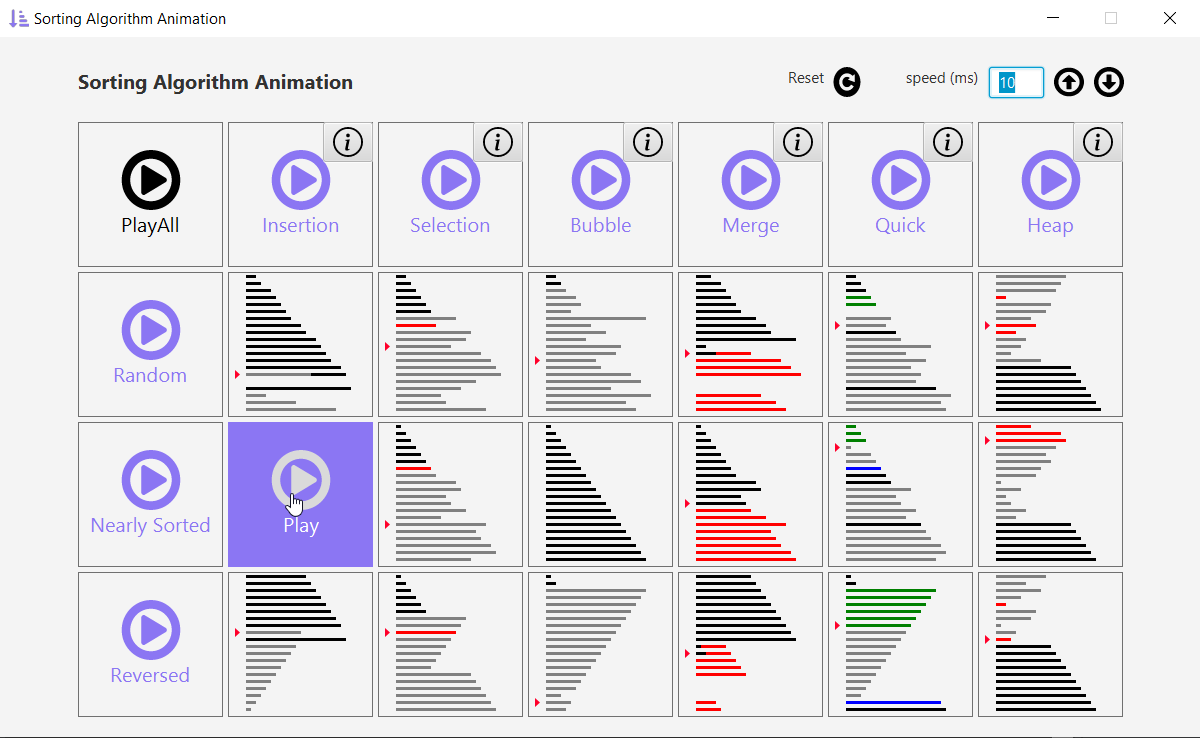 Sorting Algorithm Animation
Sorting Algorithm Animation
Reset
speed (ms)
10
PlayAll
Insertion
Selection
Bubble
Merge
Quick
Heap
Random
Nearly Sorted
Play
Reversed